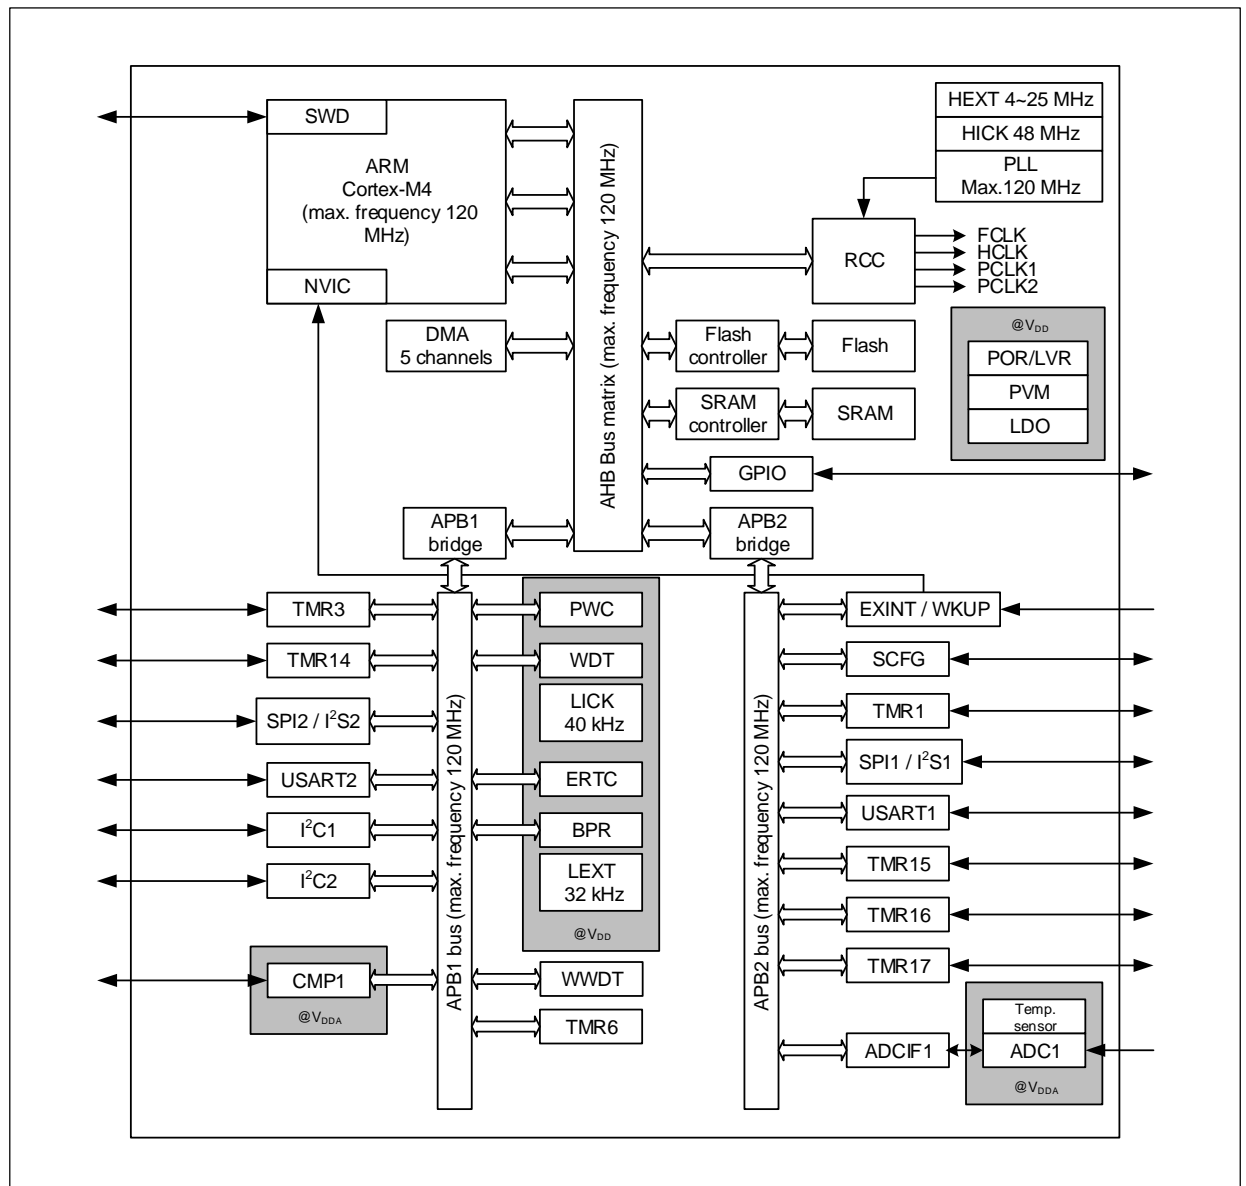 SWD
ARM
Cortex-M4
(max. frequency 120
MHz)
NVIC
DMA
5 channels
AHB Bus matrix (max. frequency 120 MHz)
HEXT 4~25 MHz
HICK 48 MHz
PLL
Max.120 MHz
RCC
FCLK
HCLK
PCLK1
PCLK2
Flash
controller
Flash
SRAM
controller
SRAM
GPIO
@VDD
POR/LVR
PVM
LDO
APB1
bridge
APB2
bridge
TMR3
TMR14
SPI2 / I²S2
USART2
I²C1
I²C2
CMP1
@VDDA
APB1 bus (max. frequency 120 MHz)
PWC
WDT
LICK
40 kHz
ERTC
BPR
LEXT
32 kHz
@VDD
WWDT
TMR6
APB2 bus (max. frequency 120 MHz)
EXINT / WKUP
SCFG
TMR1
SPI1 / I²S1
USART1
TMR15
TMR16
TMR17
ADCIF1
Temp.
sensor
ADC1
@VDDA